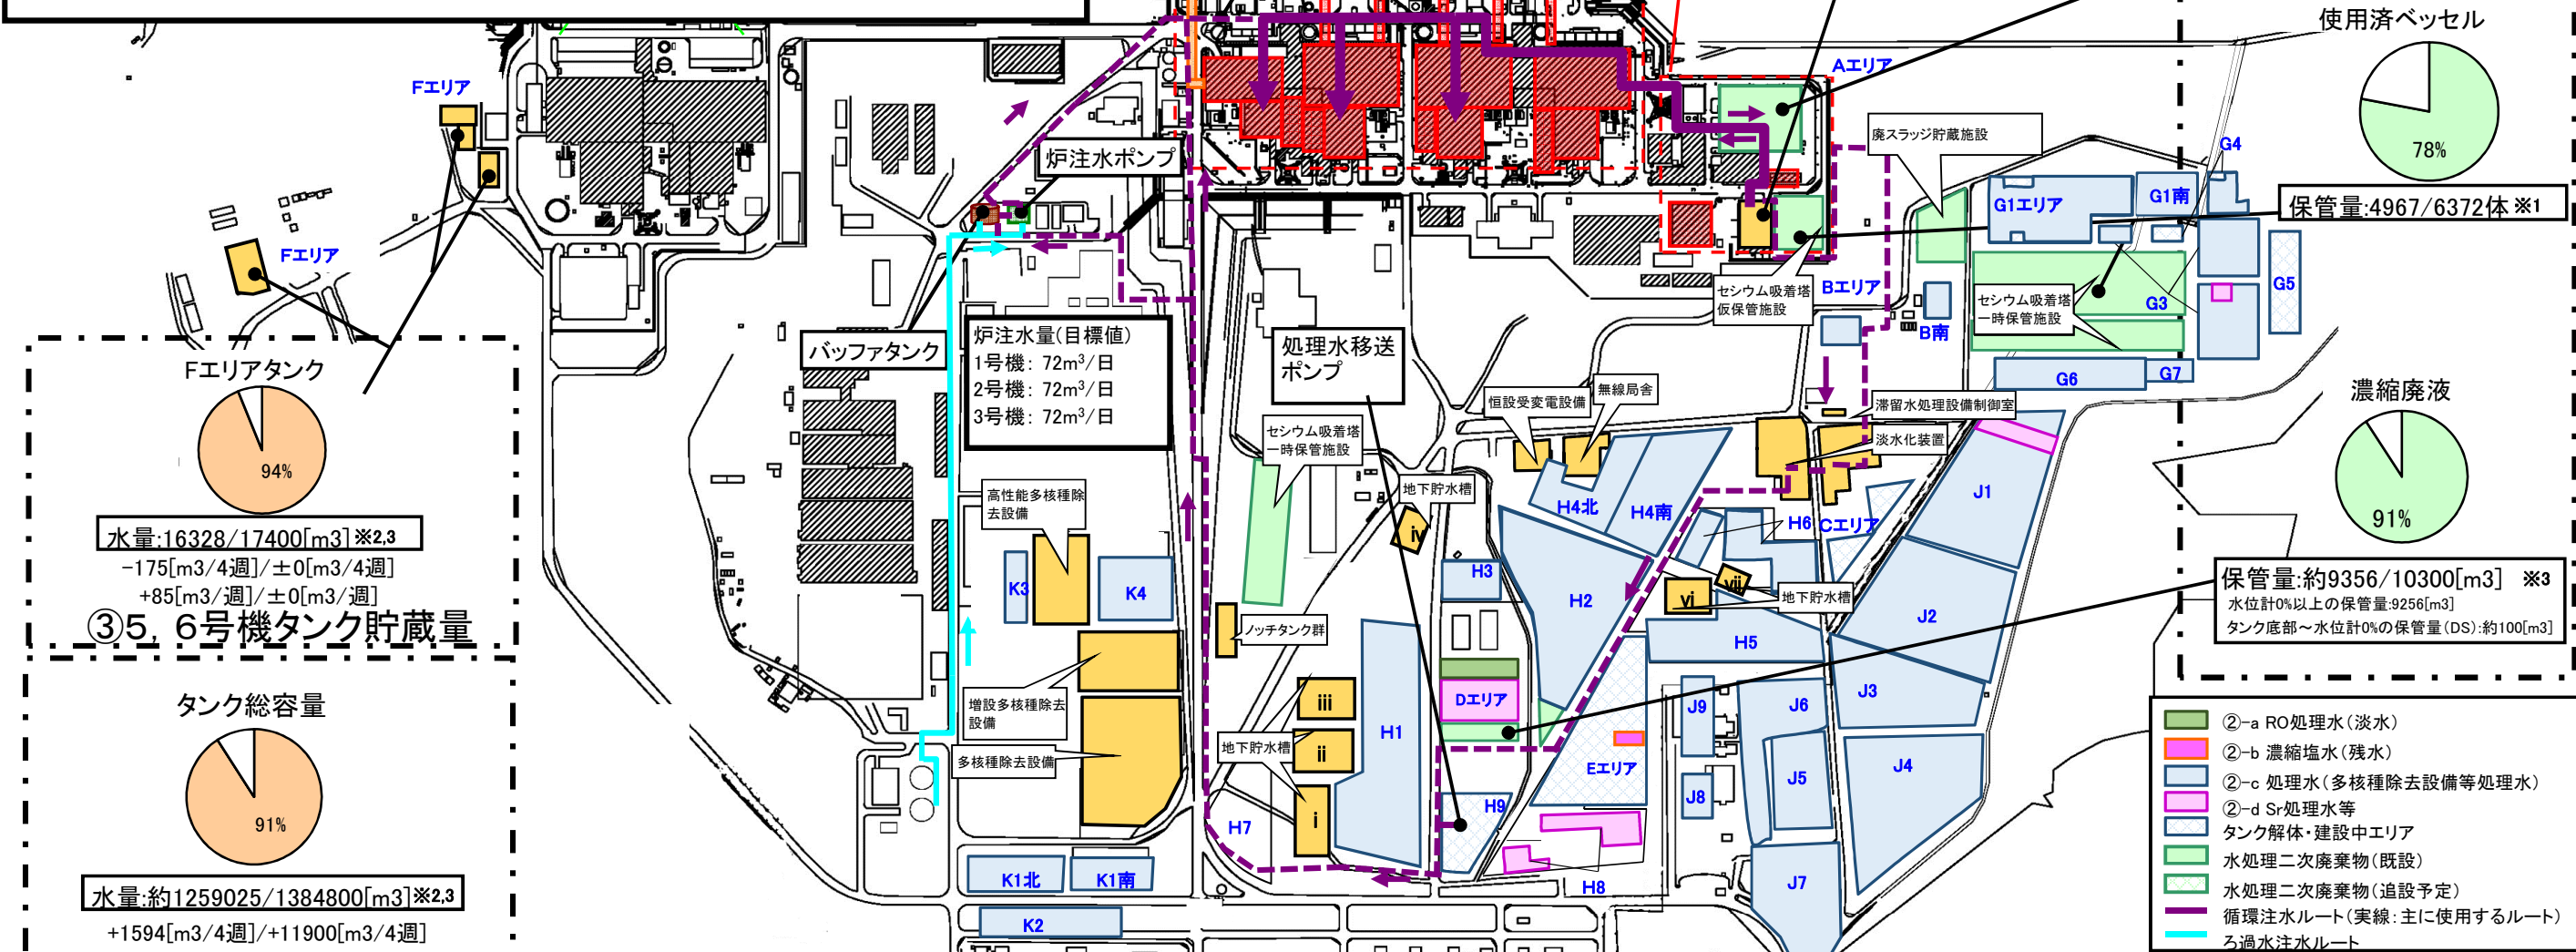 使用済ベッセル
78%
保管量:4967/6372体 ※1
Aエリア
Fエリア
Fエリア
炉注水ポンプ
廃スラッジ貯蔵施設
G4
G1エリア
G1南
セシウム吸着塔
仮保管施設
Bエリア
B南
セシウム吸着塔
一時保管施設
G3
G5
G6
G7
バッファタンク
炉注水量(目標値)
1号機: 72m³/日
2号機: 72m³/日
3号機: 72m³/日
処理水移送
ポンプ
恒設受変電設備
無線局舎
滞留水処理設備制御室
淡水化装置
濃縮廃液
91%
保管量:約9356/10300[m3] ※3
水位計0%以上の保管量:9256[m3]
タンク底部~水位計0%の保管量(DS):約100[m3]
Fエリアタンク
94%
水量:16328/17400[m3]※2,3
-175[m3/4週]/±0[m3/4週]
+85[m3/週]/±0[m3/週]
③5, 6号機タンク貯蔵量
タンク総容量
91%
水量:約1259025/1384800[m3]※2,3
+1594[m3/4週]/+11900[m3/4週]
セシウム吸着塔
一時保管施設
高性能多核種除
去設備
地下貯水槽
iv
H4北
H4南
H6
Cエリア
J1
K3
K4
H3
H2
vi
vii
地下貯水槽
J2
ノッチタンク群
H5
増設多核種除去
設備
多核種除去設備
地下貯水槽
iii
ii
i
H1
Dエリア
J9
J6
J3
Eエリア
J5
J4
J8
H7
H9
H8
J7
K1北
K1南
K2
②-a RO処理水(淡水)
②-b 濃縮塩水(残水)
②-c 処理水(多核種除去設備等処理水)
②-d Sr処理水等
タンク解体・建設中エリア
水処理二次廃棄物(既設)
水処理二次廃棄物(追設予定)
循環注水ルート(実線:主に使用するルート)
ろ過水注水ルート